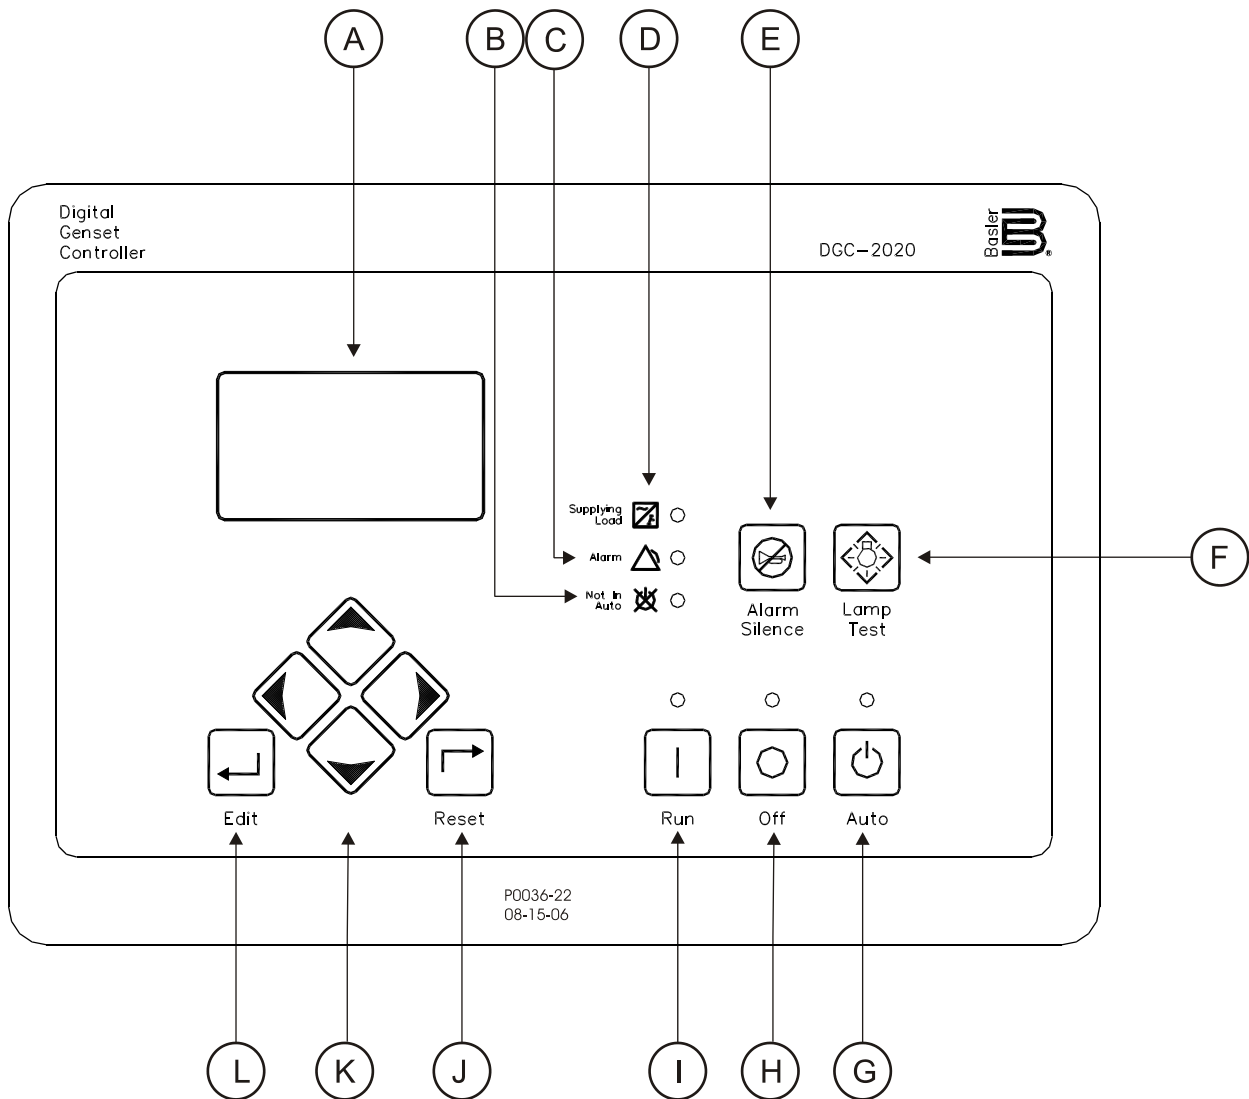 A
B
C
D
E
Digital
Genset
Controller
DGC-2020
Basler
B
®
Supplying
Load
Alarm
Not In
Auto
Alarm
Silence
Lamp
Test
F
Edit
Reset
Run
Off
Auto
P0036-22
08-15-06
L
K
J
I
H
G